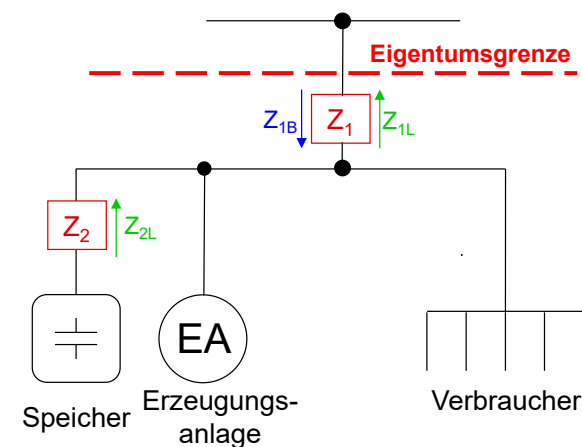 Eigentumsgrenze
Z1B
Z1
Z1L
Z2
Z2L
EA
Speicher
Erzeugungs-
anlage
Verbraucher